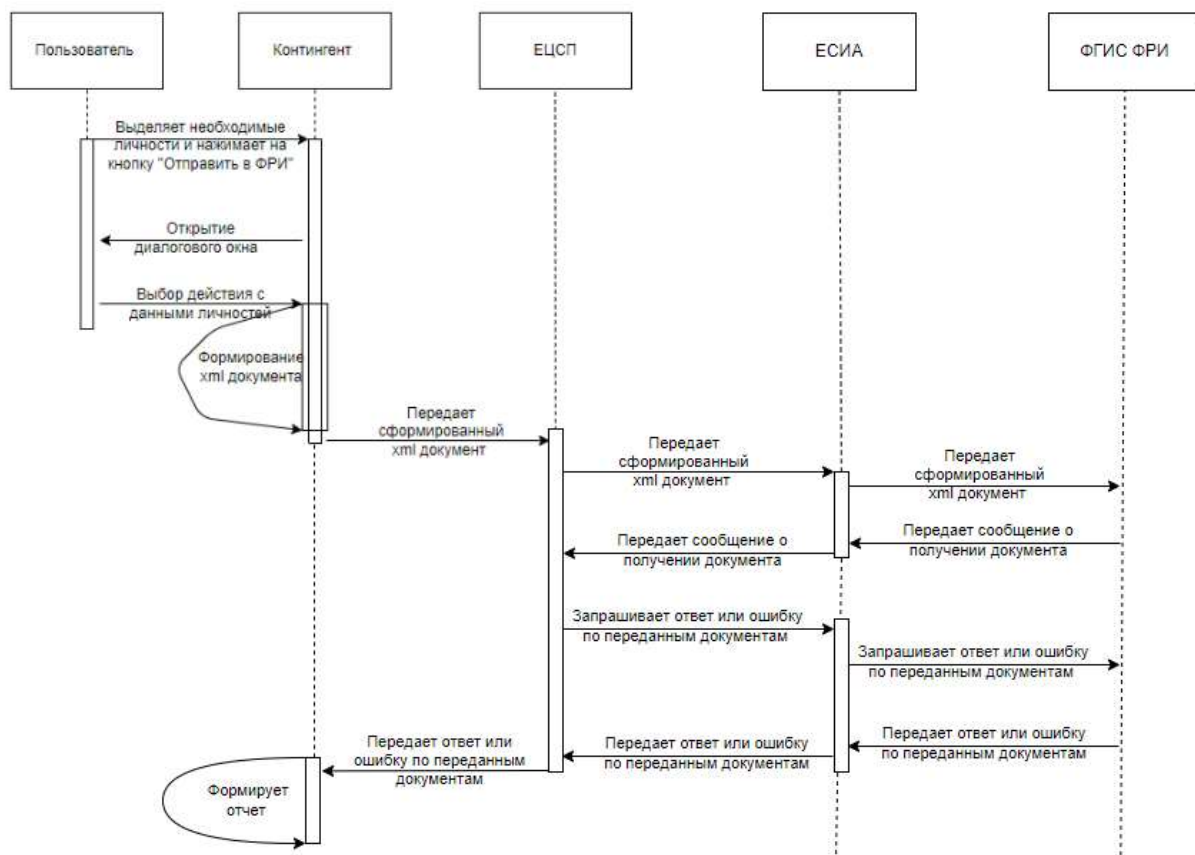 Пользователь
Контингент
ЕЦСП
ЕСИА
ФГИС ФРИ
Выделяет необходимые
личности и нажимает на
кнопку "Отправить в ФРИ"
Открытие
диалогового окна
Выбор действия с
данными личностей
Формирование
xml документа
Передает
сформированный
xml документ
Передает
сформированный
xml документ
Передает
сформированный
xml документ
Передает сообщение о
получении документа
Передает сообщение о
получении документа
Запрашивает ответ или ошибку
по переданным документам
Запрашивает ответ или ошибку
по переданным документам
Передает ответ или ошибку
по переданным документам
Передает ответ или ошибку
по переданным документам
Передает ответ или
ошибку по переданным
документам
Формирует
отчет